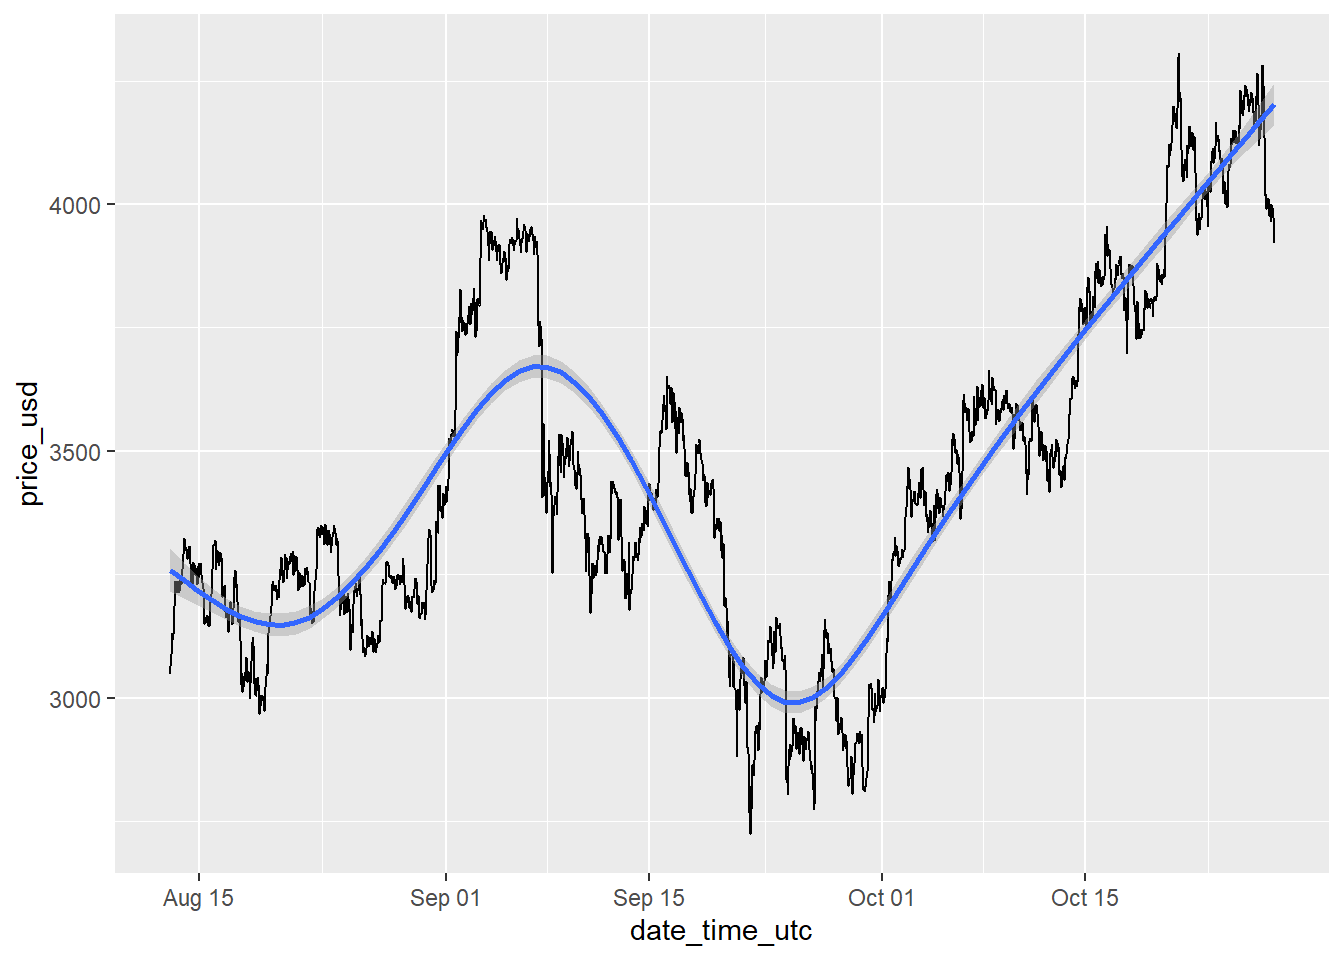 price_usd
4000
3500
3000
Aug 15
Sep 01
Sep 15
Oct 01
Oct 15
date_time_utc